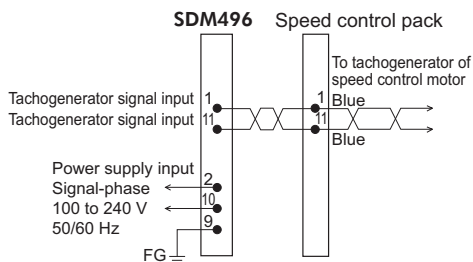 SDM496 Speed control pack
To tachogenerator of
speed control motor
Tachogenerator signal input 1 1 Blue
Tachogenerator signal input 11 11 Blue
Power supply input
Signal-phase 2
100 to 240 V 10
50/60 Hz 9
FG